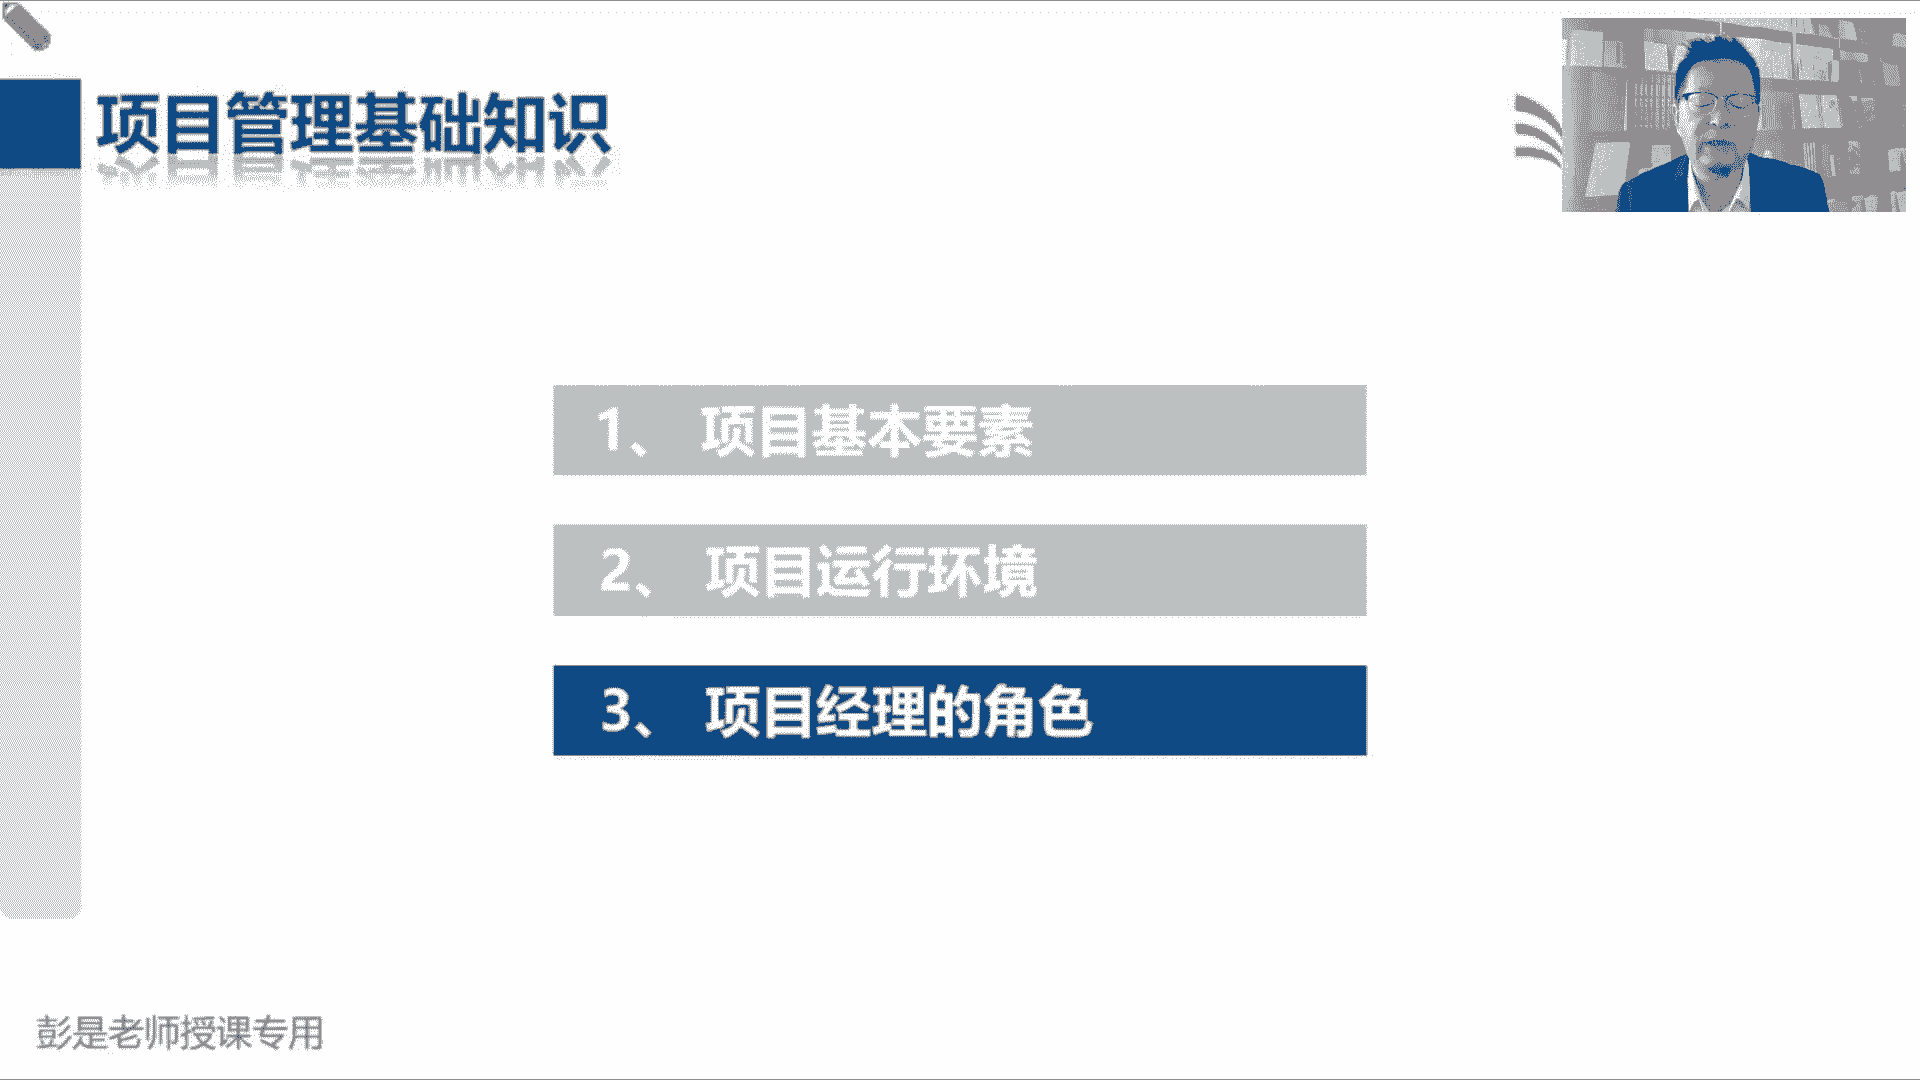 项目管理基础知识
1、 项目基本要素
2、 项目运行环境
3、 项目经理的角色
彭是老师授课专用